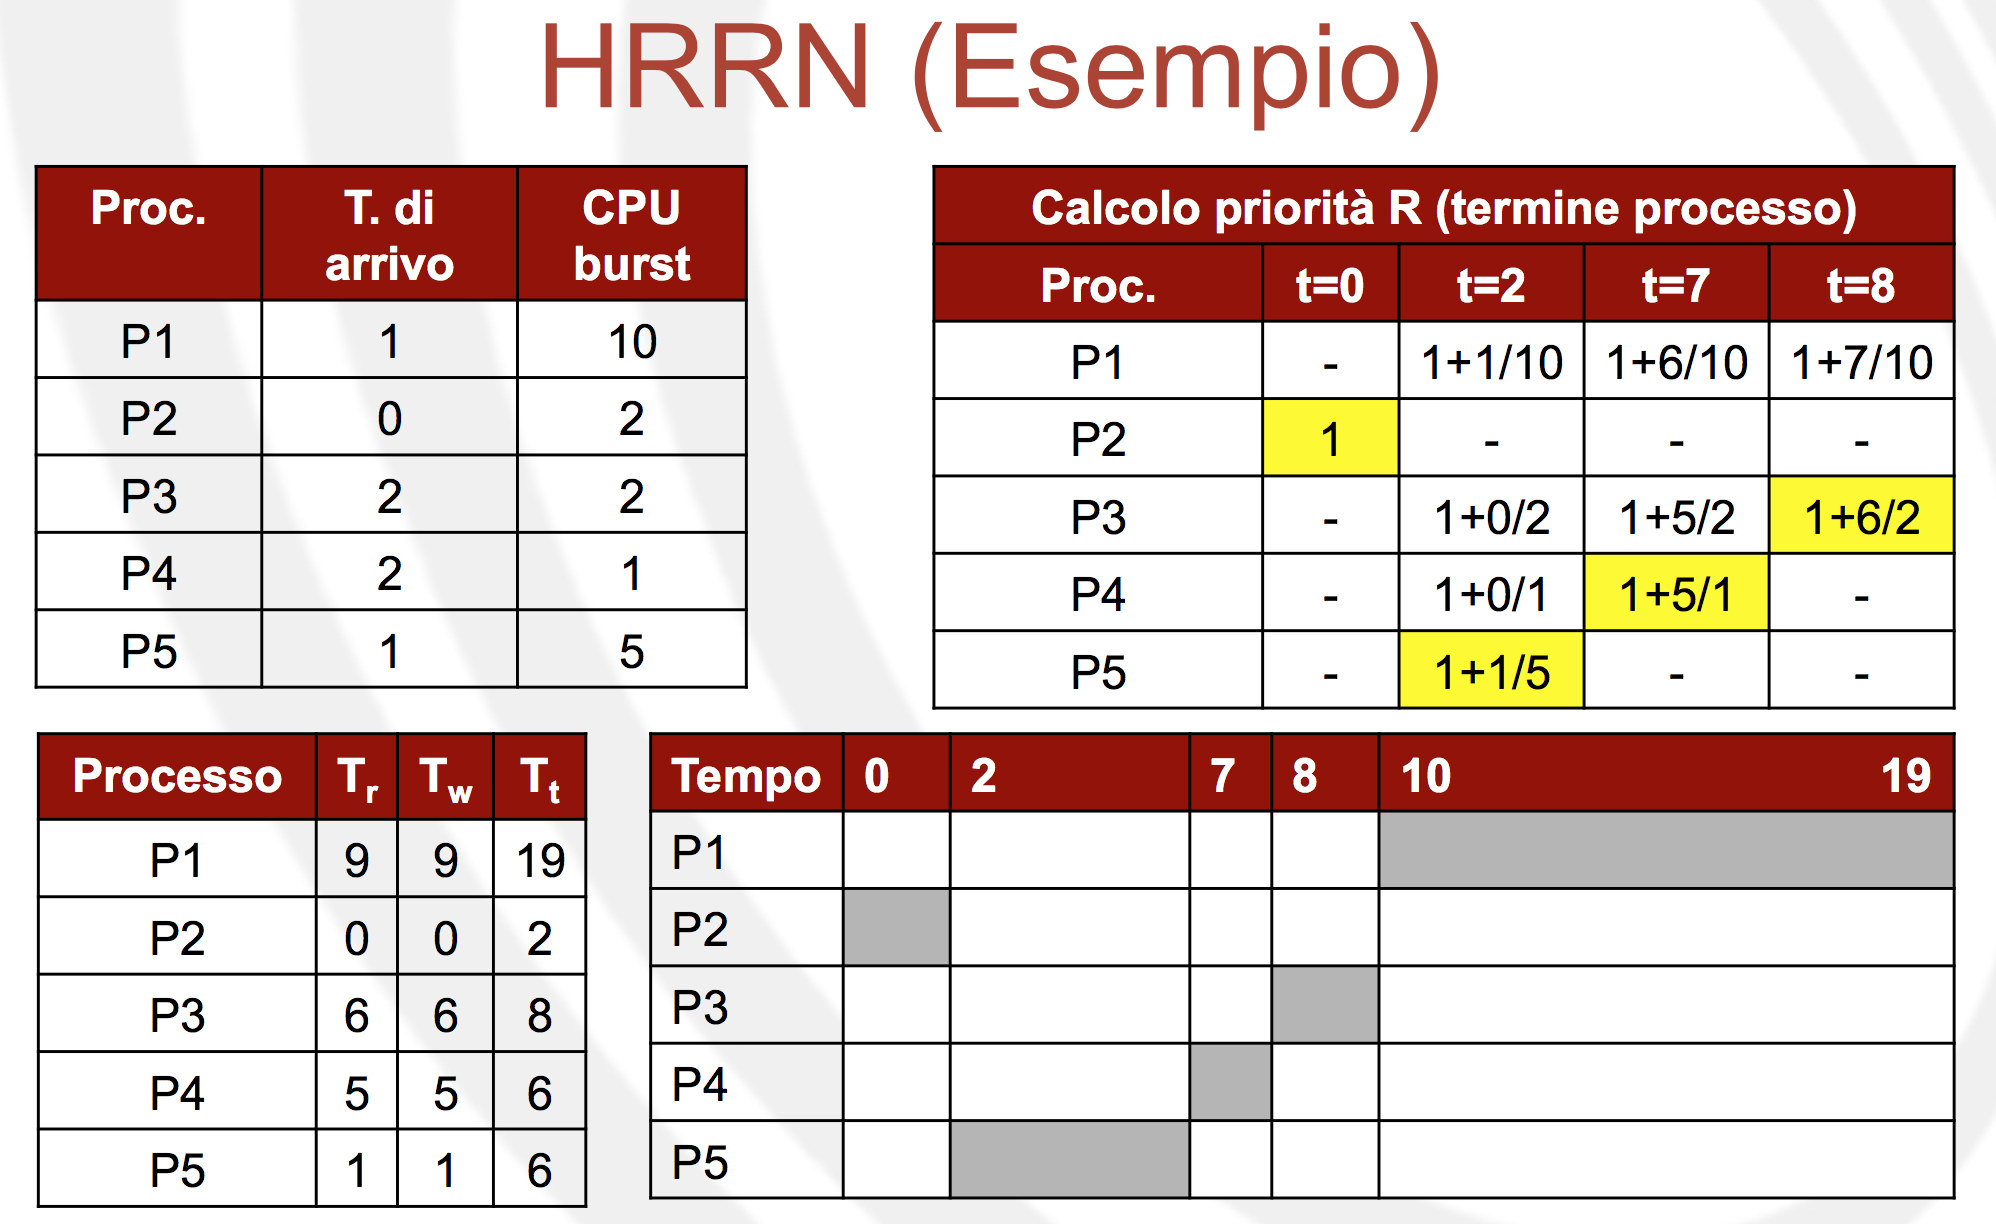 HRRN (Esempio)
Proc. T. di arrivo CPU burst
P1 1 10
P2 0 2
P3 2 2
P4 2 1
P5 1 5
Calcolo priorità R (termine processo)
Proc. t=0 t=2 t=7 t=8
P1 - 1+1/10 1+6/10 1+7/10
P2 1 - - -
P3 - 1+0/2 1+5/2 1+6/2
P4 - 1+0/1 1+5/1 -
P5 - 1+1/5 - -
Processo Tr Tw Tt
P1 9 9 19
P2 0 0 2
P3 6 6 8
P4 5 5 6
P5 1 1 6
Tempo 0 2 7 8 10 19
P1
P2
P3
P4
P5